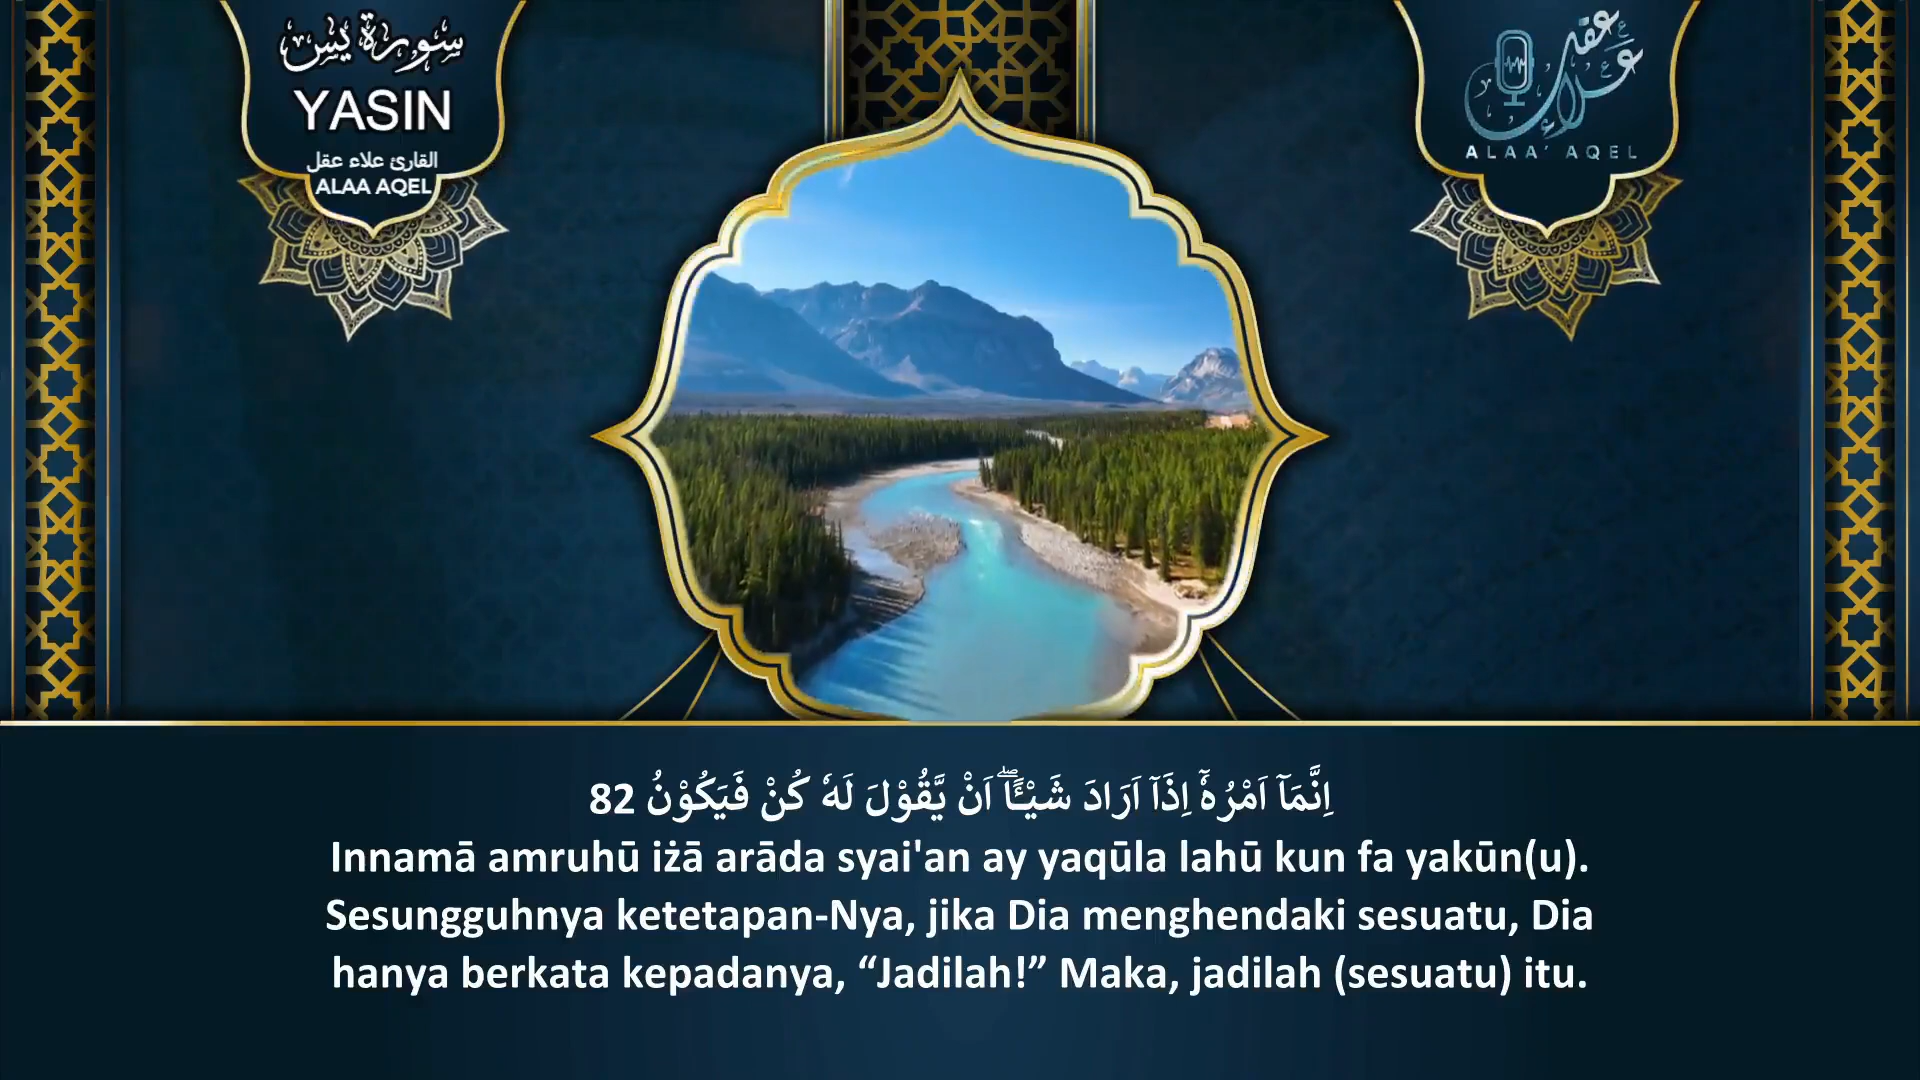 سورة يس
YASIN
القارئ علاء عقل
ALAA AQEL
علاء عقل
ALAA' AQEL
اِنَّمَآ اَمْرُهٗٓ اِذَآ اَرَادَ شَيْـًٔاۖ اَنْ يَّقُوْلَ لَهٗ كُنْ فَيَكُوْنُ 82
Innamā amruhū iżā arāda syai'an ay yaqūla lahū kun fa yakūn(u).
Sesungguhnya ketetapan-Nya, jika Dia menghendaki sesuatu, Dia
hanya berkata kepadanya, “Jadilah!” Maka, jadilah (sesuatu) itu.